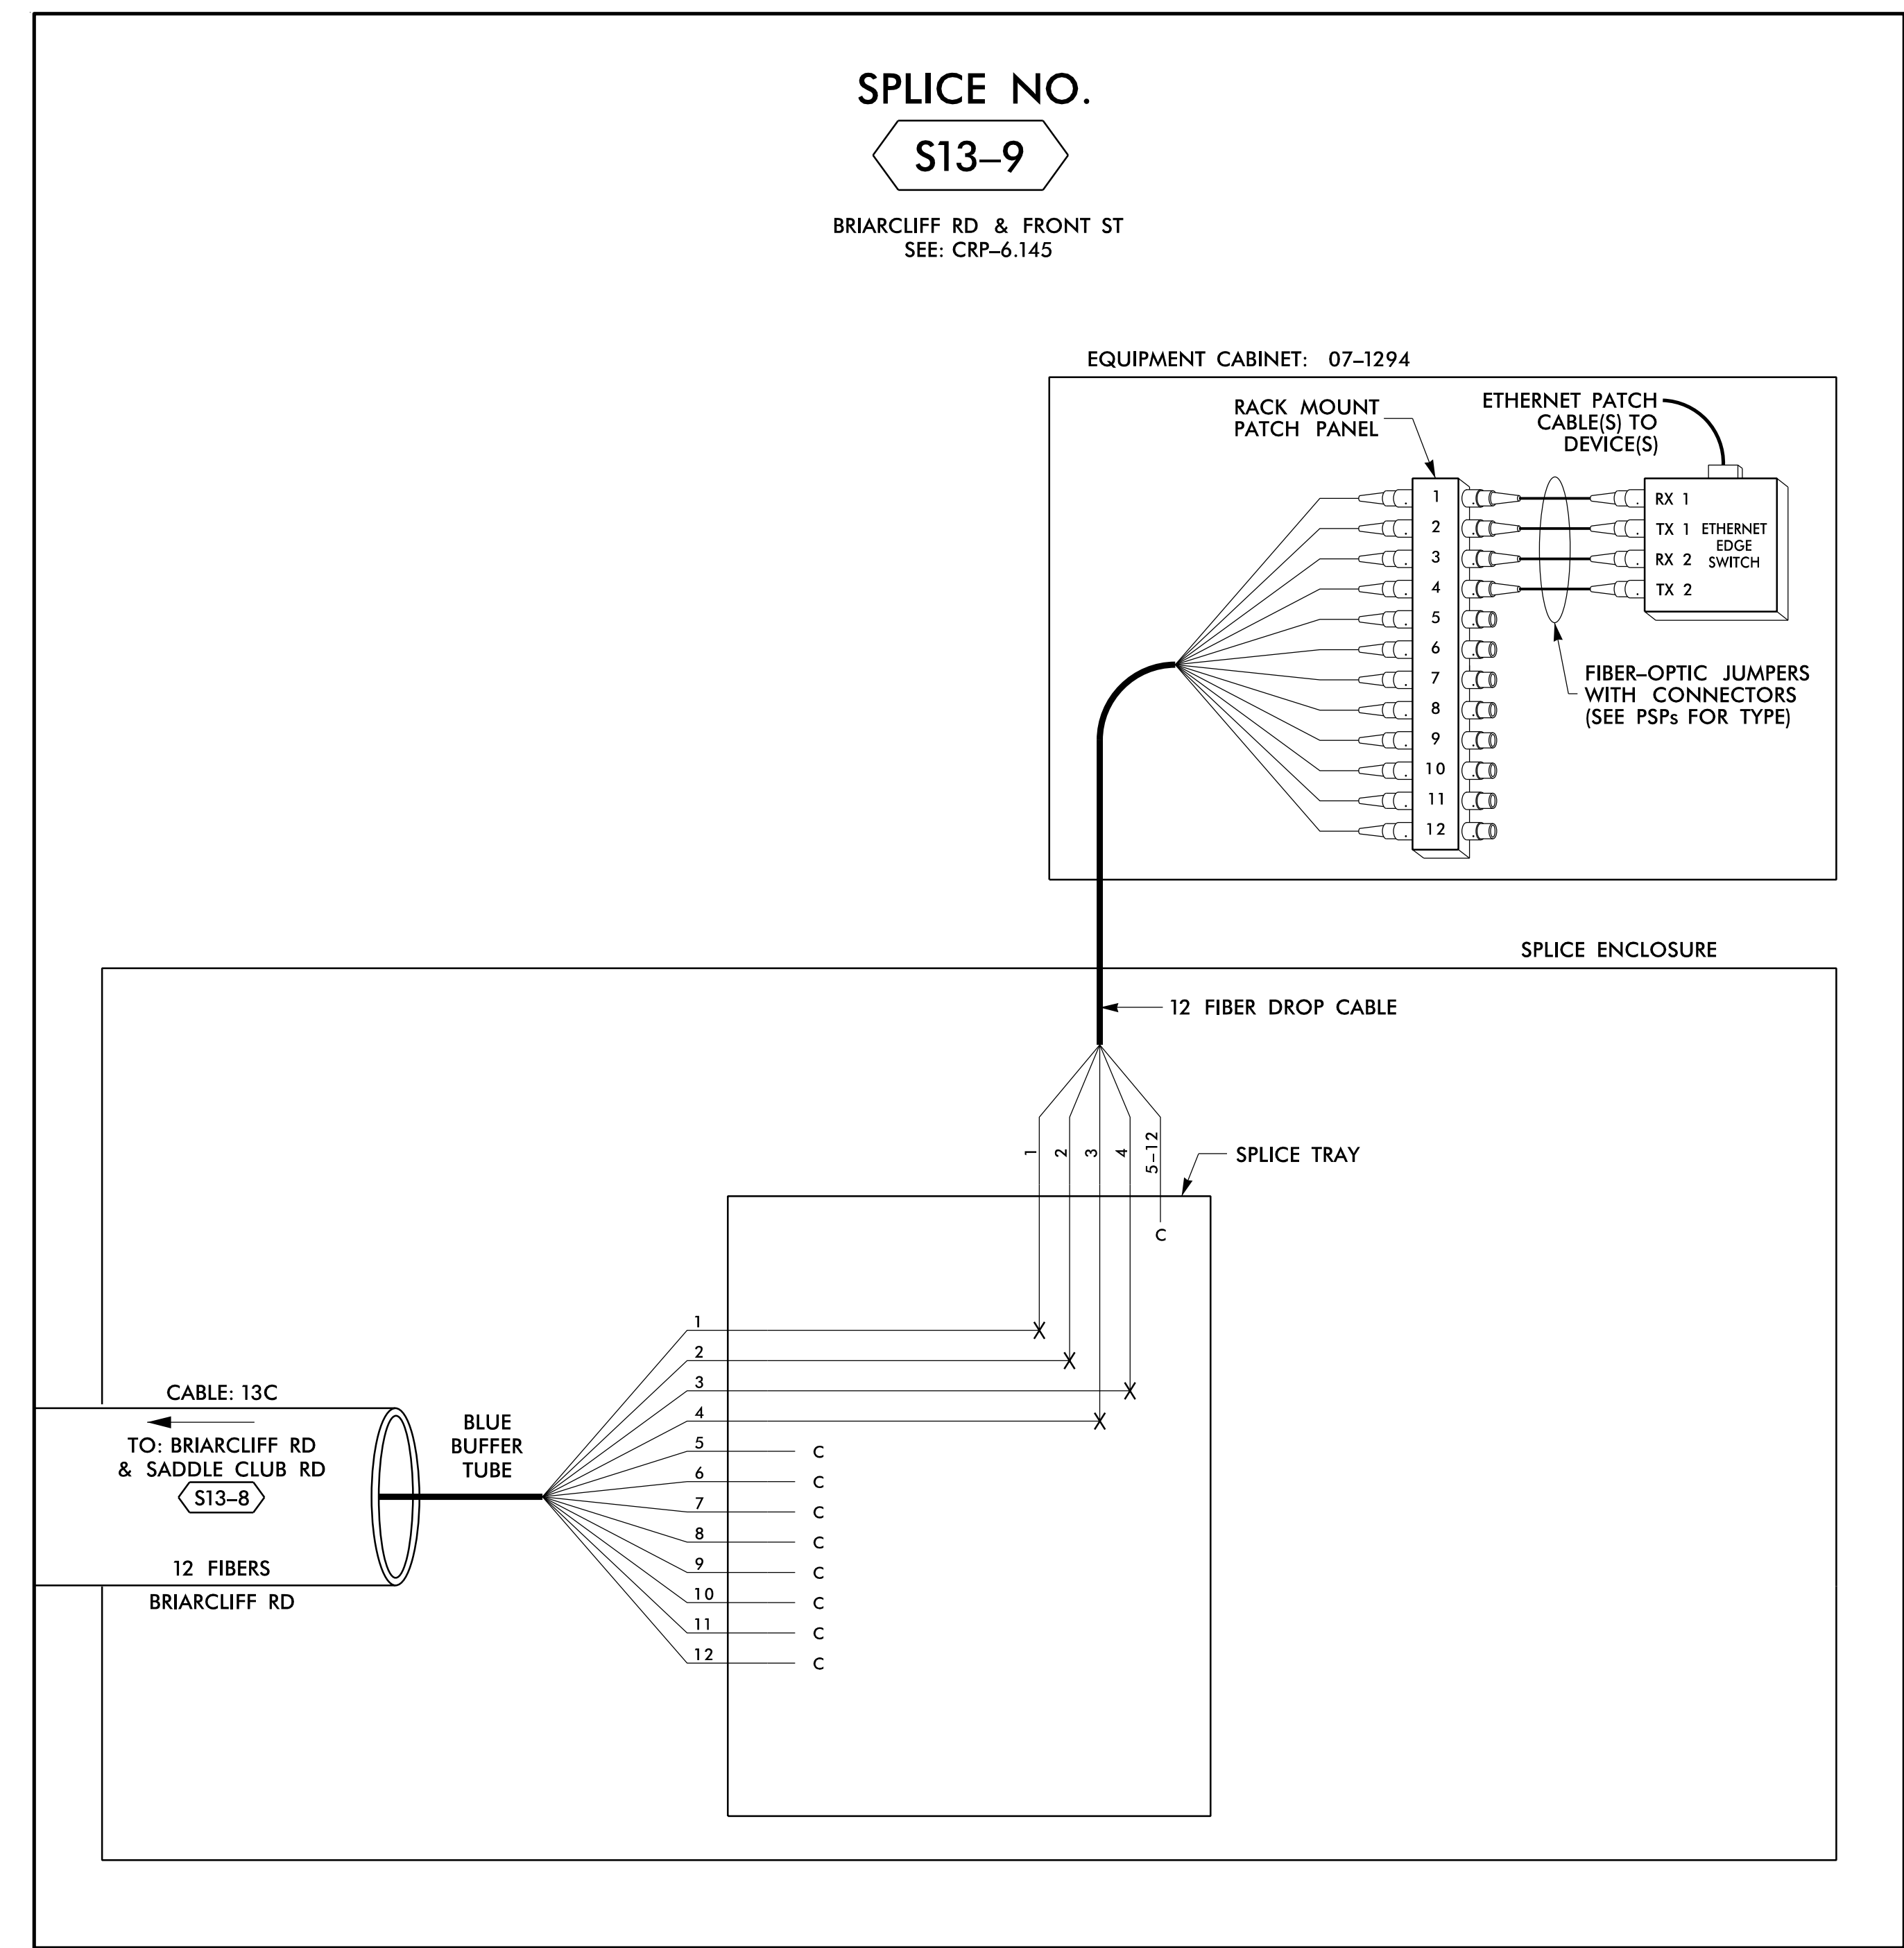 SPLICE NO.
S13–9
BRIARCLIFF RD & FRONT ST
SEE: CRP–6.145
EQUIPMENT CABINET: 07–1294
RACK MOUNT
PATCH PANEL
ETHERNET PATCH
CABLE(S) TO
DEVICE(S)
1
2
3
4
5
6
7
8
9
10
11
12
RX 1
TX 1
RX 2
TX 2
ETHERNET
EDGE
SWITCH
FIBER–OPTIC JUMPERS
WITH CONNECTORS
(SEE PSPs FOR TYPE)
SPLICE ENCLOSURE
12 FIBER DROP CABLE
1
2
3
4
5–12
SPLICE TRAY
C
1
2
3
4
5 C
6 C
7 C
8 C
9 C
10 C
11 C
12 C
CABLE: 13C
TO: BRIARCLIFF RD
& SADDLE CLUB RD
S13–8
12 FIBERS
BRIARCLIFF RD
BLUE
BUFFER
TUBE